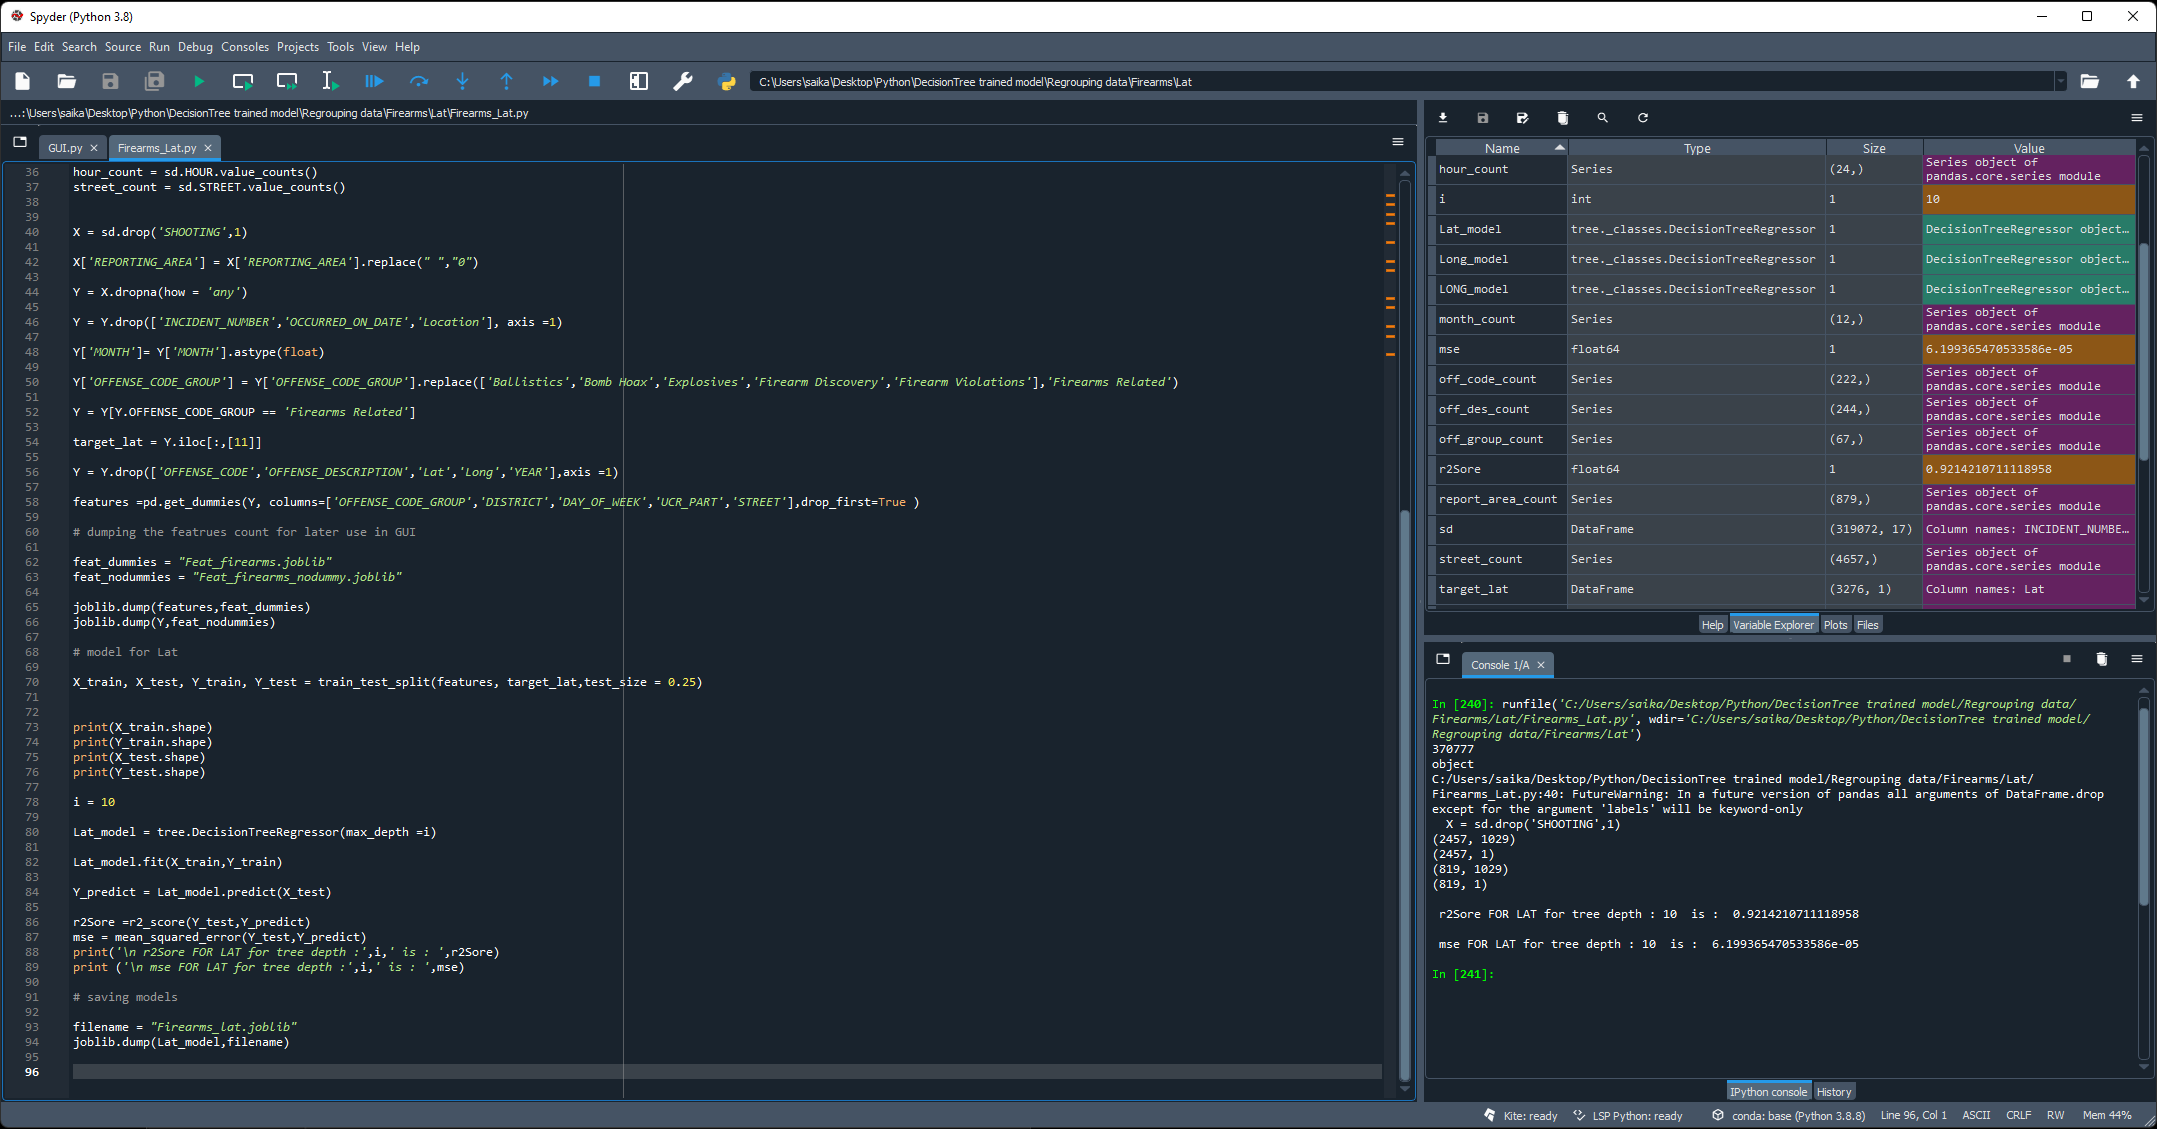 Spyder (Python 3.8)
File Edit Search Source Run Debug Consoles Projects Tools View Help
C:\Users\saika\Desktop\Python\DecisionTree trained model\Regrouping data\Firearms\Lat
...:\Users\saika\Desktop\Python\DecisionTree trained model\Regrouping data\Firearms\Lat\Firearms_Lat.py
GUI.py
Firearms_Lat.py
36 hour_count = sd.HOUR.value_counts()
37 street_count = sd.STREET.value_counts()
38
39
40 X = sd.drop('SHOOTING',1)
41
42 X['REPORTING_AREA'] = X['REPORTING_AREA'].replace(" ","0")
43
44 Y = X.dropna(how = 'any')
45
46 Y = Y.drop(['INCIDENT_NUMBER','OCCURRED_ON_DATE','Location'], axis =1)
47
48 Y['MONTH']= Y['MONTH'].astype(float)
49
50 Y['OFFENSE_CODE_GROUP'] = Y['OFFENSE_CODE_GROUP'].replace(['Ballistics','Bomb Hoax','Explosives','Firearm Discovery','Firearm Violations'],'Firearms Related')
51
52 Y = Y[Y.OFFENSE_CODE_GROUP == 'Firearms Related']
53
54 target_lat = Y.iloc[:,[11]]
55
56 Y = Y.drop(['OFFENSE_CODE','OFFENSE_DESCRIPTION','Lat','Long','YEAR'],axis =1)
57
58 features =pd.get_dummies(Y, columns=['OFFENSE_CODE_GROUP','DISTRICT','DAY_OF_WEEK','UCR_PART','STREET'],drop_first=True )
59
60 # dumping the featrues count for later use in GUI
61
62 feat_dummies = "Feat_firearms.joblib"
63 feat_nodummies = "Feat_firearms_nodummy.joblib"
64
65 joblib.dump(features,feat_dummies)
66 joblib.dump(Y,feat_nodummies)
67
68 # model for Lat
69
70 X_train, X_test, Y_train, Y_test = train_test_split(features, target_lat,test_size = 0.25)
71
72
73 print(X_train.shape)
74 print(Y_train.shape)
75 print(X_test.shape)
76 print(Y_test.shape)
77
78 i = 10
79
80 Lat_model = tree.DecisionTreeRegressor(max_depth =i)
81
82 Lat_model.fit(X_train,Y_train)
83
84 Y_predict = Lat_model.predict(X_test)
85
86 r2Sore =r2_score(Y_test,Y_predict)
87 mse = mean_squared_error(Y_test,Y_predict)
88 print('\n r2Sore FOR LAT for tree depth :',i,' is : ',r2Sore)
89 print ('\n mse FOR LAT for tree depth :',i,' is : ',mse)
90
91 # saving models
92
93 filename = "Firearms_lat.joblib"
94 joblib.dump(Lat_model,filename)
95
96
Name Type Size Value
hour_count Series (24,) Series object of pandas.core.series module
i int 1 10
Lat_model tree._classes.DecisionTreeRegressor 1 DecisionTreeRegressor object…
Long_model tree._classes.DecisionTreeRegressor 1 DecisionTreeRegressor object…
LONG_model tree._classes.DecisionTreeRegressor 1 DecisionTreeRegressor object…
month_count Series (12,) Series object of pandas.core.series module
mse float64 1 6.199365470533586e-05
off_code_count Series (222,) Series object of pandas.core.series module
off_des_count Series (244,) Series object of pandas.core.series module
off_group_count Series (67,) Series object of pandas.core.series module
r2Sore float64 1 0.9214210711118958
report_area_count Series (879,) Series object of pandas.core.series module
sd DataFrame (319072, 17) Column names: INCIDENT_NUMBE…
street_count Series (4657,) Series object of pandas.core.series module
target_lat DataFrame (3276, 1) Column names: Lat
Help Variable Explorer Plots Files
Console 1/A
In [240]: runfile('C:/Users/saika/Desktop/Python/DecisionTree trained model/Regrouping data/
Firearms/Lat/Firearms_Lat.py', wdir='C:/Users/saika/Desktop/Python/DecisionTree trained model/
Regrouping data/Firearms/Lat')
370777
object
C:/Users/saika/Desktop/Python/DecisionTree trained model/Regrouping data/Firearms/Lat/
Firearms_Lat.py:40: FutureWarning: In a future version of pandas all arguments of DataFrame.drop
except for the argument 'labels' will be keyword-only
X = sd.drop('SHOOTING',1)
(2457, 1029)
(2457, 1)
(819, 1029)
(819, 1)
r2Sore FOR LAT for tree depth : 10 is : 0.9214210711118958
mse FOR LAT for tree depth : 10 is : 6.199365470533586e-05
In [241]:
IPython console History
Kite: ready LSP Python: ready conda: base (Python 3.8.8) Line 96, Col 1 ASCII CRLF RW Mem 44%